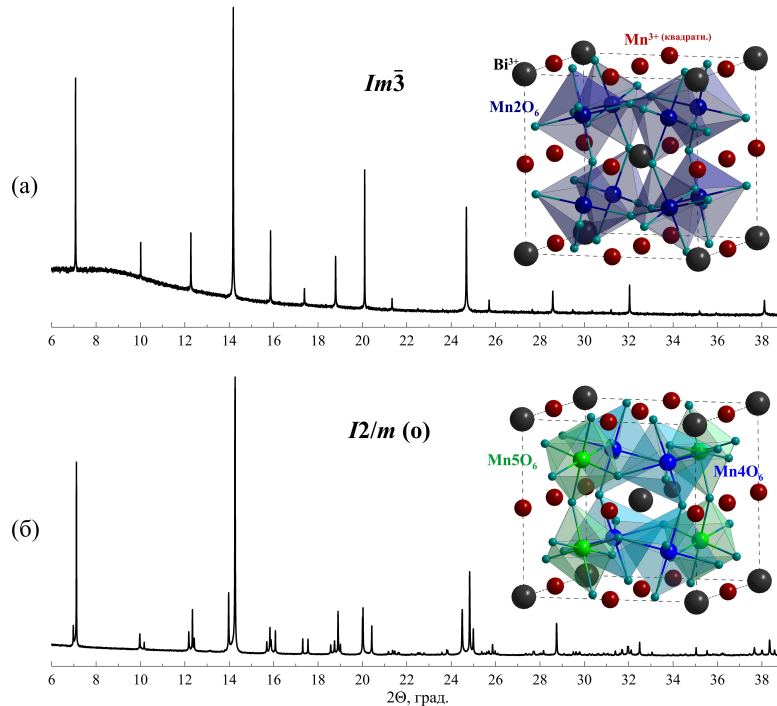 (а)
Im3̅
Mn³⁺ (квадратн.)
Bi³⁺
Mn2O₆
6 8 10 12 14 16 18 20 22 24 26 28 30 32 34 36 38
(б)
I2/m (о)
Mn5O₆
Mn4O₆
6 8 10 12 14 16 18 20 22 24 26 28 30 32 34 36 38
2Θ, град.